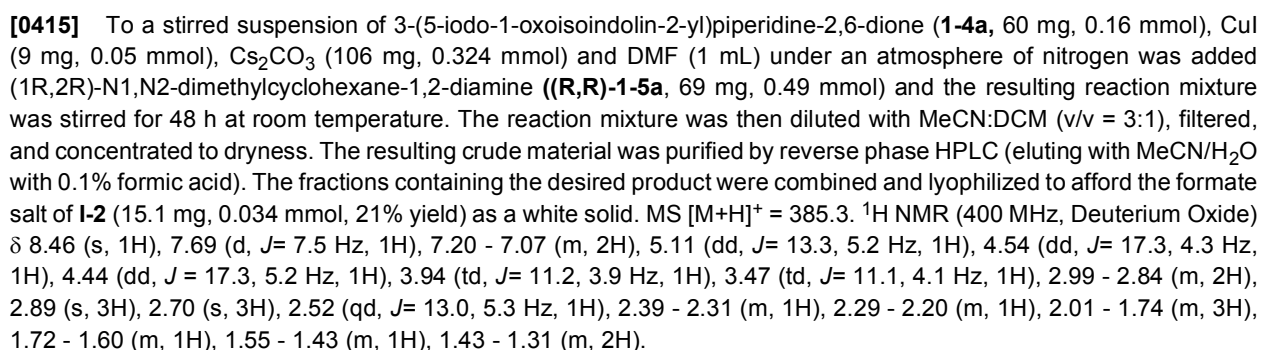 [0415] To a stirred suspension of 3-(5-iodo-1-oxoisoindolin-2-yl)piperidine-2,6-dione (1-4a, 60 mg, 0.16 mmol), CuI
(9 mg, 0.05 mmol), Cs2CO3 (106 mg, 0.324 mmol) and DMF (1 mL) under an atmosphere of nitrogen was added
(1R,2R)-N1,N2-dimethylcyclohexane-1,2-diamine ((R,R)-1-5a, 69 mg, 0.49 mmol) and the resulting reaction mixture
was stirred for 48 h at room temperature. The reaction mixture was then diluted with MeCN:DCM (v/v = 3:1), filtered,
and concentrated to dryness. The resulting crude material was purified by reverse phase HPLC (eluting with MeCN/H2O
with 0.1% formic acid). The fractions containing the desired product were combined and lyophilized to afford the formate
salt of I-2 (15.1 mg, 0.034 mmol, 21% yield) as a white solid. MS [M+H]+ = 385.3. 1H NMR (400 MHz, Deuterium Oxide)
δ 8.46 (s, 1H), 7.69 (d, J= 7.5 Hz, 1H), 7.20 - 7.07 (m, 2H), 5.11 (dd, J= 13.3, 5.2 Hz, 1H), 4.54 (dd, J= 17.3, 4.3 Hz,
1H), 4.44 (dd, J = 17.3, 5.2 Hz, 1H), 3.94 (td, J= 11.2, 3.9 Hz, 1H), 3.47 (td, J= 11.1, 4.1 Hz, 1H), 2.99 - 2.84 (m, 2H),
2.89 (s, 3H), 2.70 (s, 3H), 2.52 (qd, J= 13.0, 5.3 Hz, 1H), 2.39 - 2.31 (m, 1H), 2.29 - 2.20 (m, 1H), 2.01 - 1.74 (m, 3H),
1.72 - 1.60 (m, 1H), 1.55 - 1.43 (m, 1H), 1.43 - 1.31 (m, 2H).